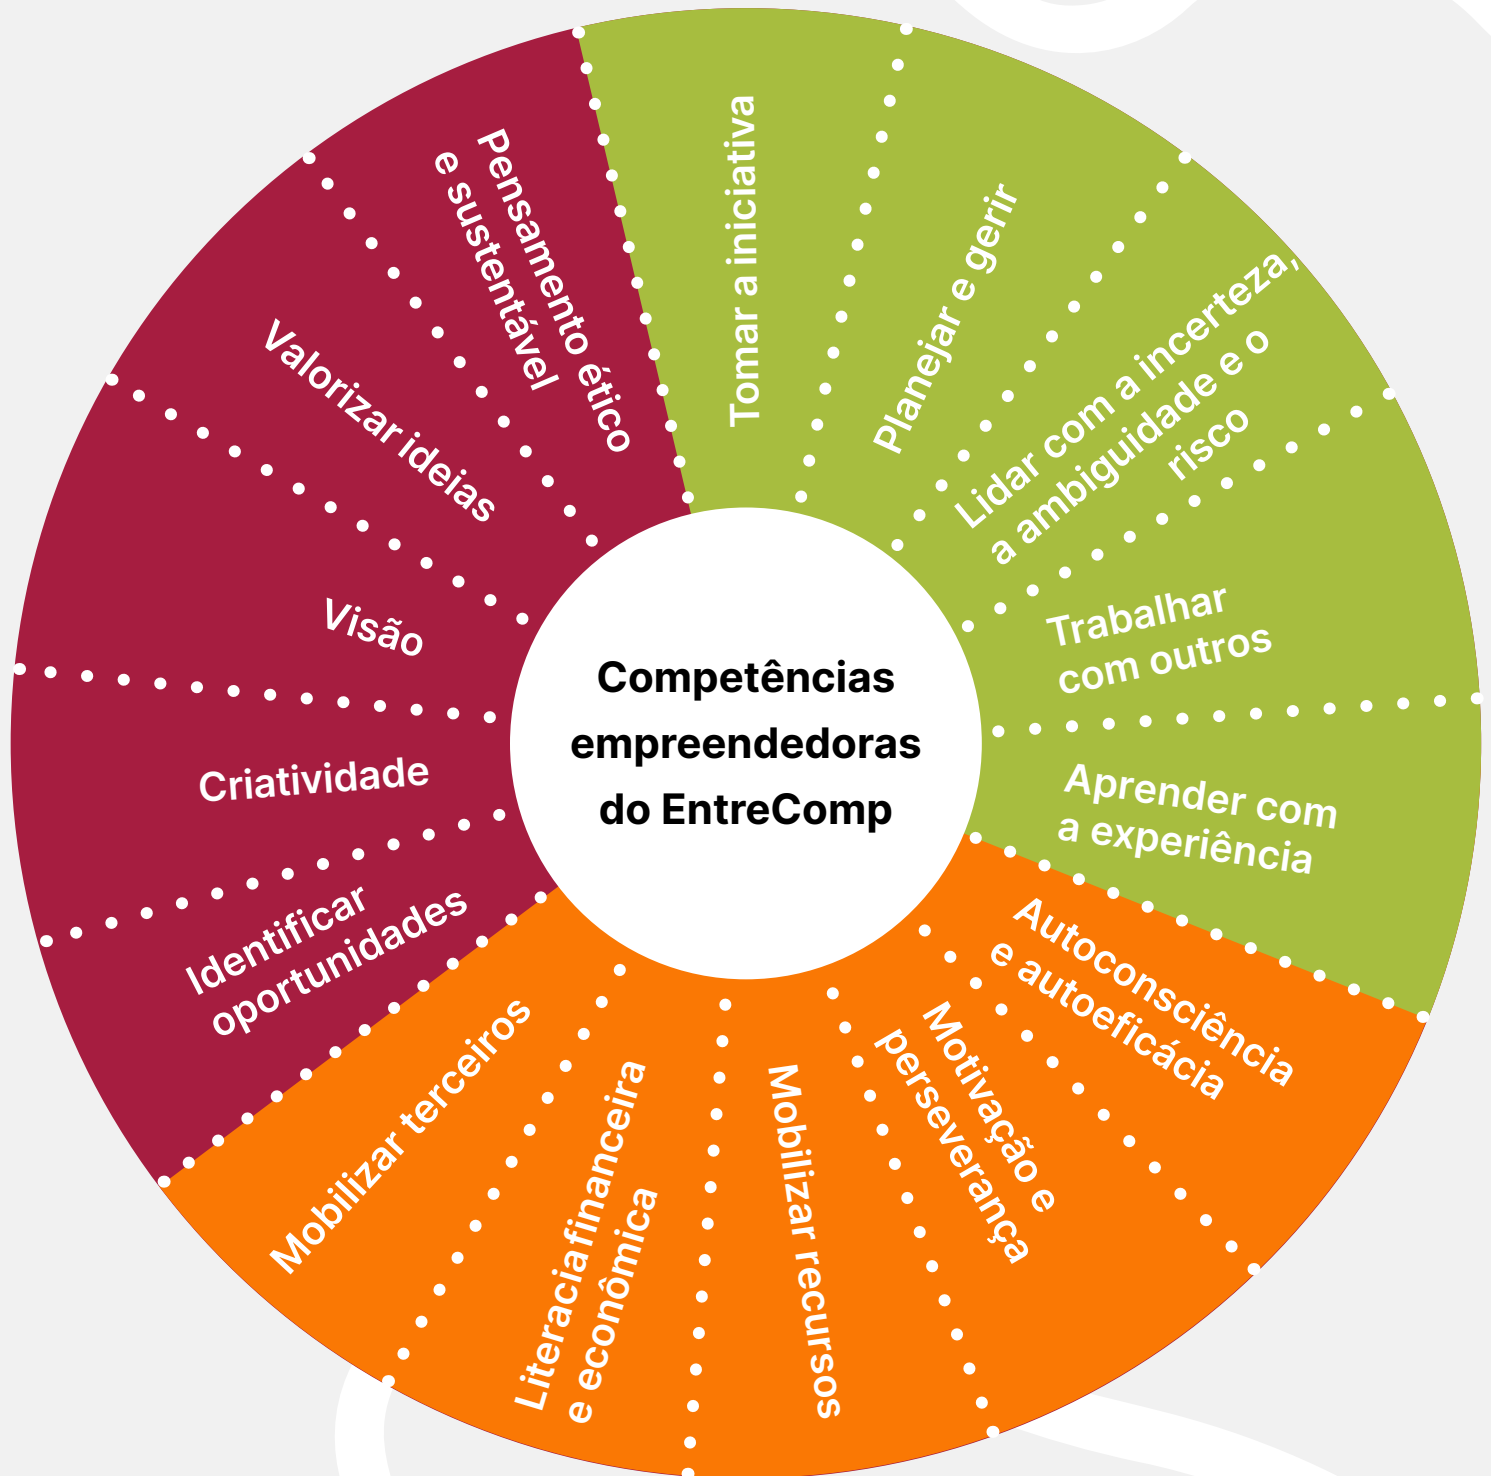 Competências
empreendedoras
do EntreComp
Tomar a iniciativa
Planejar e gerir
Lidar com a incerteza,
a ambiguidade e o
risco
Trabalhar
com outros
Aprender com
a experiência
Autoconsciência
e autoeficácia
Motivação e
perseverança
Mobilizar recursos
Literacia financeira
e econômica
Mobilizar terceiros
Identificar
oportunidades
Criatividade
Visão
Valorizar ideias
Pensamento ético
e sustentável